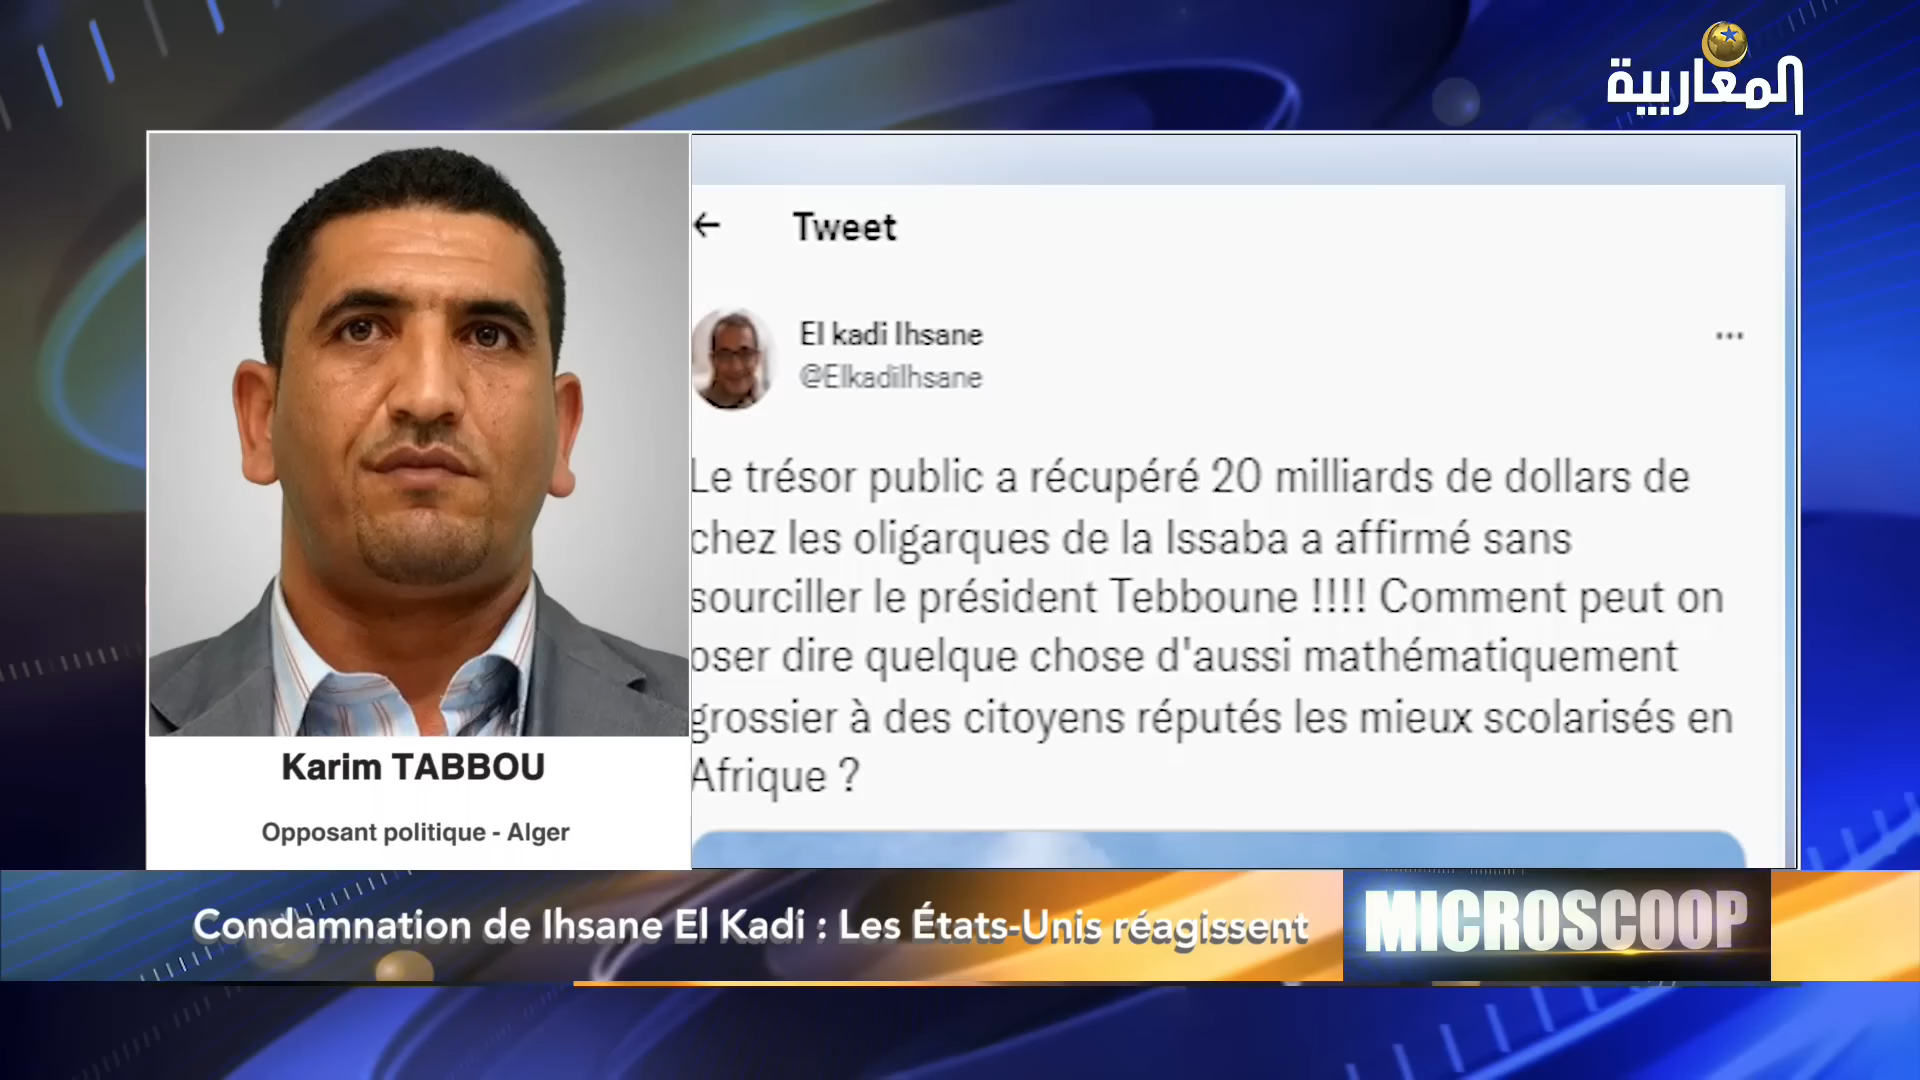 المغاربية
Tweet
El kadi Ihsane
@ElkadiIhsane
Le trésor public a récupéré 20 milliards de dollars de
chez les oligarques de la Issaba a affirmé sans
sourciller le président Tebboune !!!! Comment peut on
oser dire quelque chose d'aussi mathématiquement
grossier à des citoyens réputés les mieux scolarisés en
Afrique ?
Karim TABBOU
Opposant politique - Alger
Condamnation de Ihsane El Kadi : Les États-Unis réagissent
MICROSCOOP